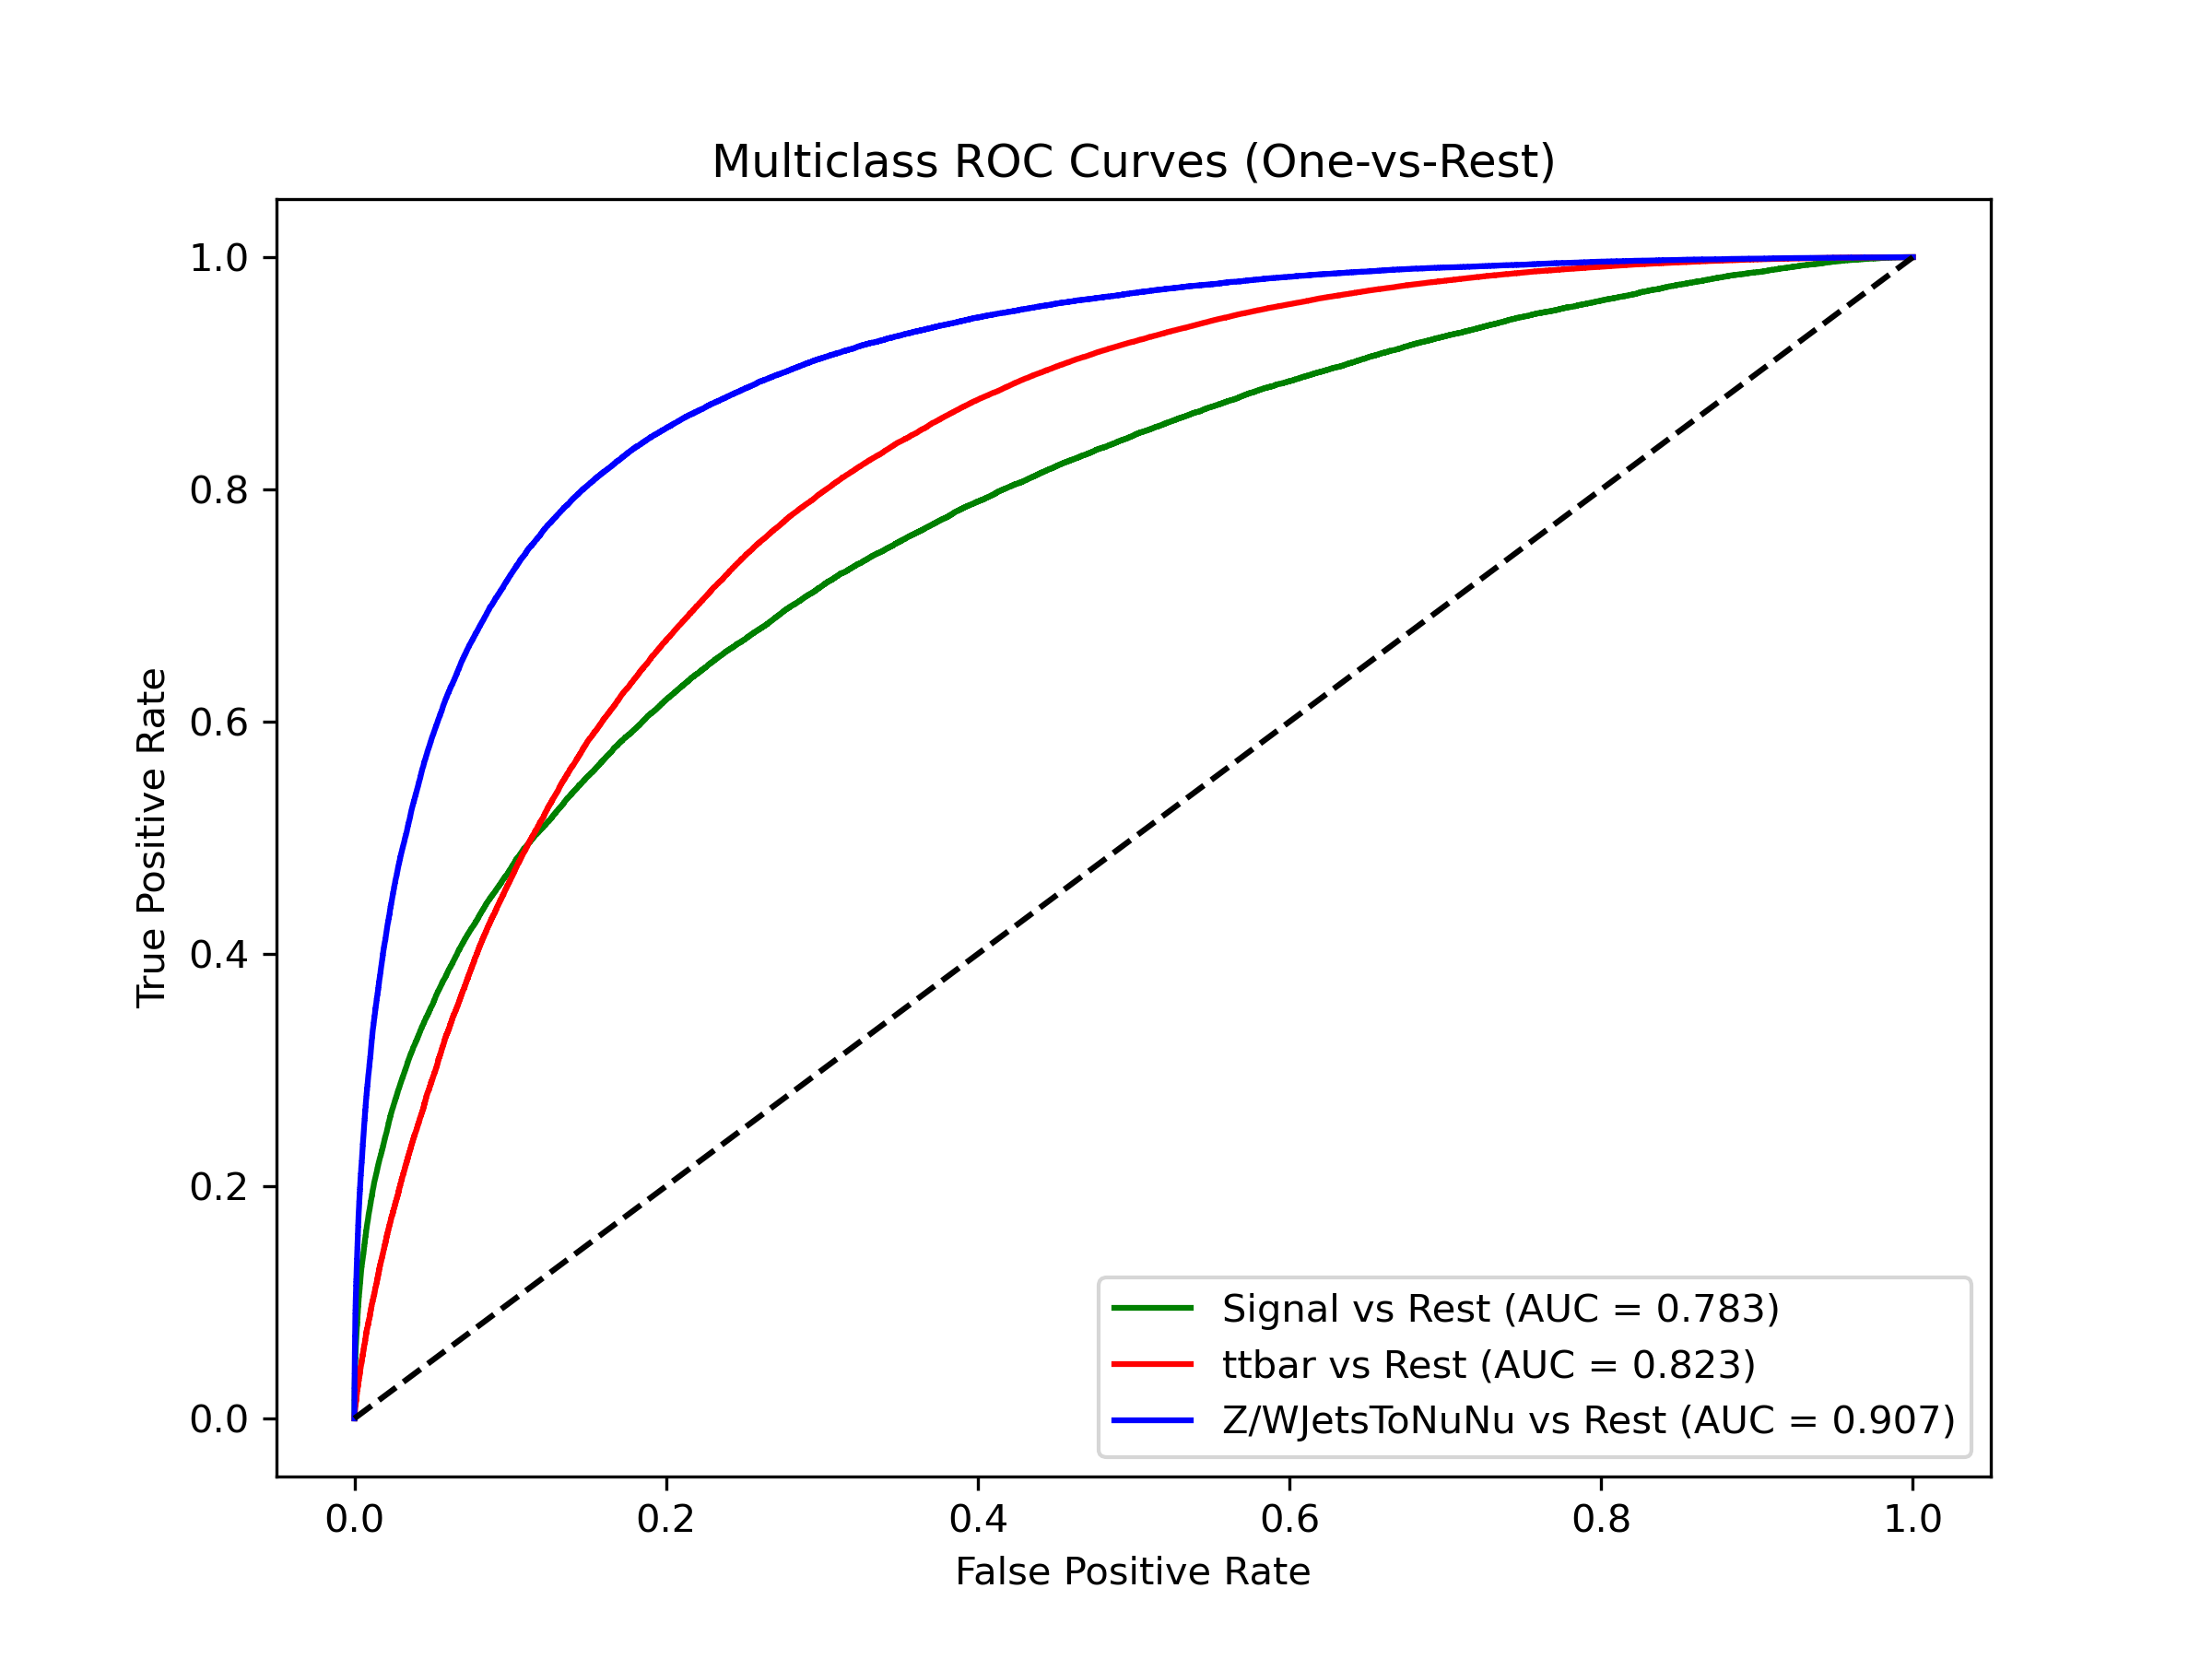 Multiclass ROC Curves (One-vs-Rest)
True Positive Rate
1.0
0.8
0.6
0.4
0.2
0.0
0.0 0.2 0.4 0.6 0.8 1.0
False Positive Rate
Signal vs Rest (AUC = 0.783)
ttbar vs Rest (AUC = 0.823)
Z/WJetsToNuNu vs Rest (AUC = 0.907)